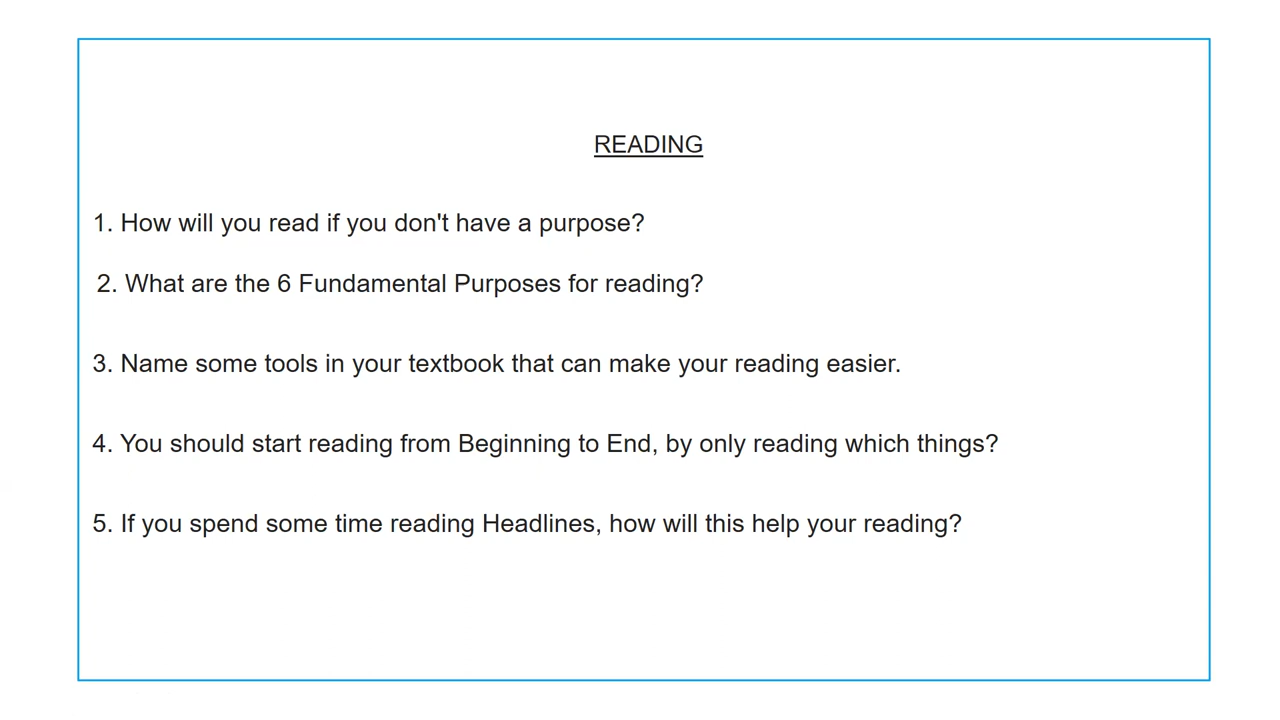 READING
1. How will you read if you don't have a purpose?
2. What are the 6 Fundamental Purposes for reading?
3. Name some tools in your textbook that can make your reading easier.
4. You should start reading from Beginning to End, by only reading which things?
5. If you spend some time reading Headlines, how will this help your reading?